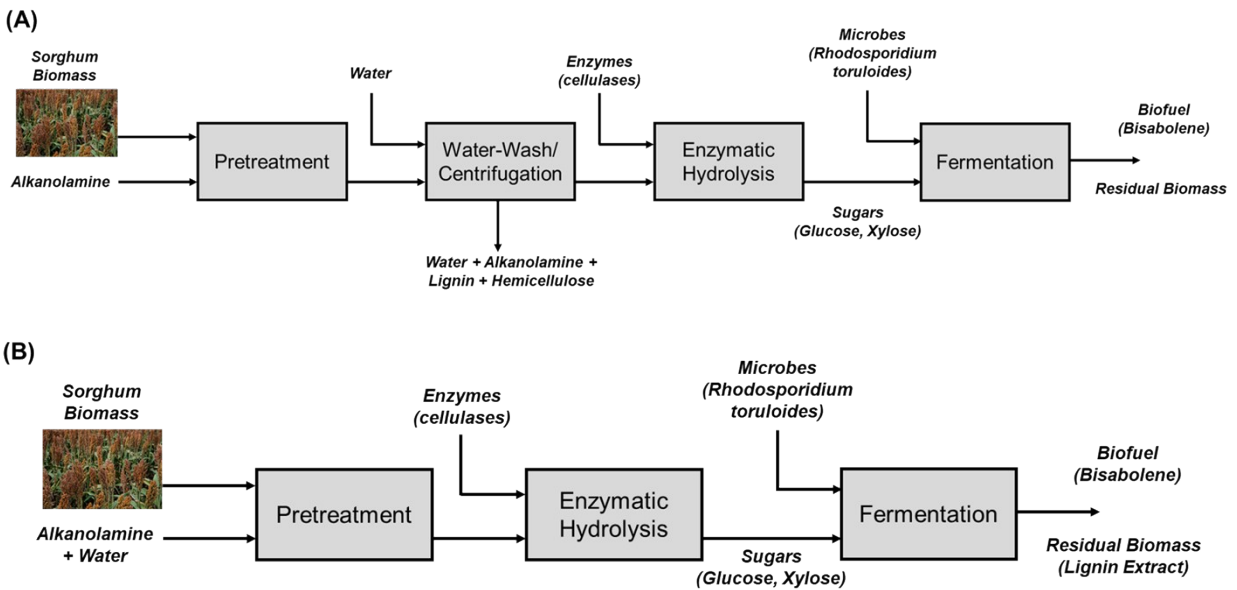 (A)
Sorghum
Biomass
Alkanolamine
Pretreatment
Water
Water-Wash/
Centrifugation
Water + Alkanolamine +
Lignin + Hemicellulose
Enzymes
(cellulases)
Enzymatic
Hydrolysis
Sugars
(Glucose, Xylose)
Microbes
(Rhodosporidium
toruloides)
Fermentation
Biofuel
(Bisabolene)
Residual Biomass
(B)
Sorghum
Biomass
Alkanolamine
+ Water
Pretreatment
Enzymes
(cellulases)
Enzymatic
Hydrolysis
Sugars
(Glucose, Xylose)
Microbes
(Rhodosporidium
toruloides)
Fermentation
Biofuel
(Bisabolene)
Residual Biomass
(Lignin Extract)